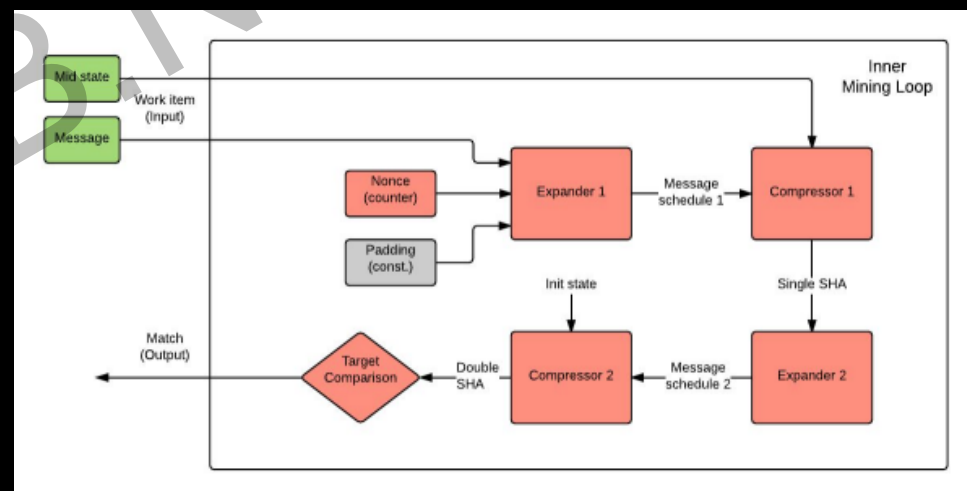 Mid state
Work item
(Input)
Message
Inner
Mining Loop
Nonce
(counter)
Padding
(const.)
Expander 1
Message
schedule 1
Compressor 1
Init state
Single SHA
Match
(Output)
Target
Comparison
Double
SHA
Compressor 2
Message
schedule 2
Expander 2